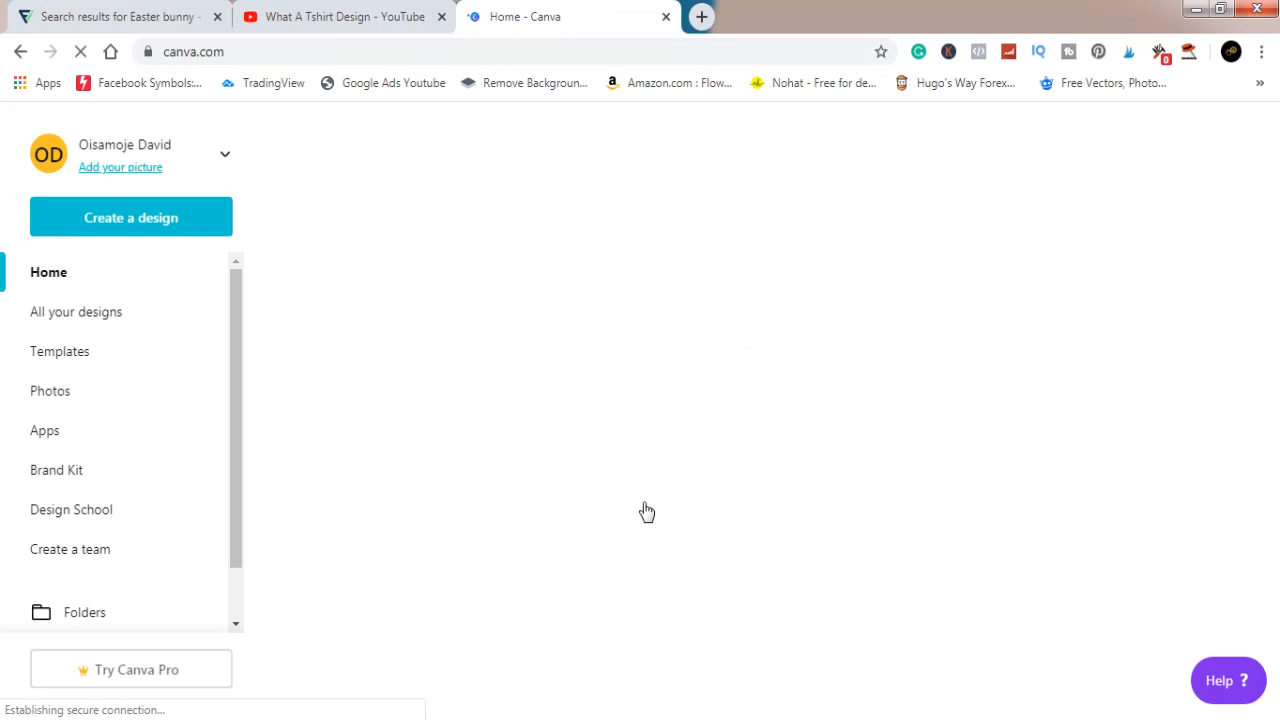 Search results for Easter bunny - What A Tshirt Design - YouTube Home - Canva
canva.com
Apps Facebook Symbols:... TradingView Google Ads Youtube Remove Backgroun... Amazon.com : Flow... Nohat - Free for de... Hugo's Way Forex... Free Vectors, Photo... »
OD Oisamoje David
Add your picture
Create a design
Home
All your designs
Templates
Photos
Apps
Brand Kit
Design School
Create a team
Folders
Try Canva Pro
Help ?
Establishing secure connection...